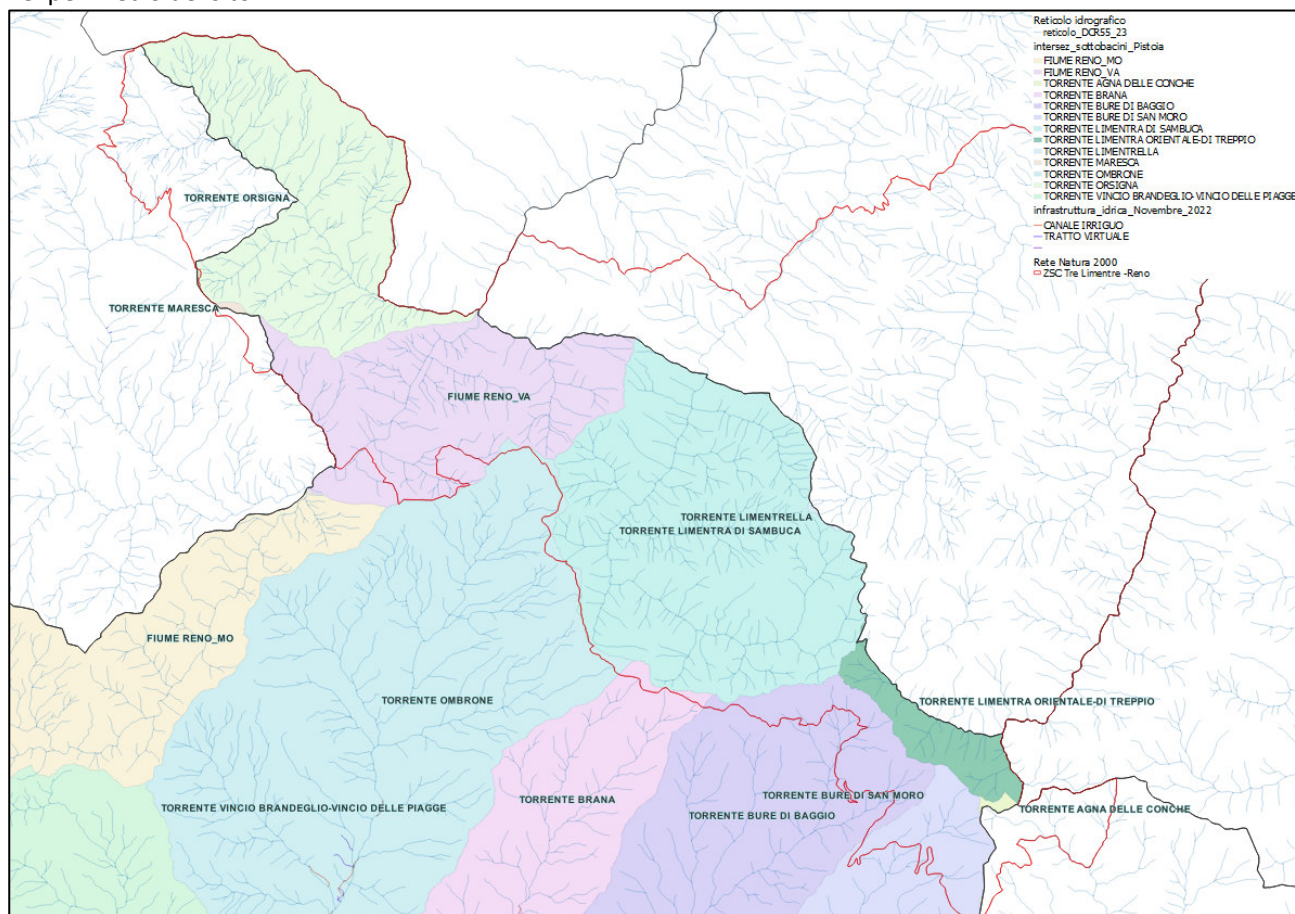 Reticolo idrografico
reticolo_DCR55_23
intersez_sottobacini_Pistoia
FIUME RENO_MO
FIUME RENO_VA
TORRENTE AGNA DELLE CONCHE
TORRENTE BRANA
TORRENTE BURE DI BAGGIO
TORRENTE BURE DI SAN MORO
TORRENTE LIMENTRA DI SAMBUCA
TORRENTE LIMENTRA ORIENTALE-DI TREPPIO
TORRENTE LIMENTRELLA
TORRENTE MARESCA
TORRENTE OMBRONE
TORRENTE ORSIGNA
TORRENTE VINCIO BRANDEGLIO-VINCIO DELLE PIAGGE
infrastruttura_idrica_Novembre_2022
CANALE IRRIGUO
TRATTO VIRTUALE
Rete Natura 2000
ZSC Tre Limentre -Reno
TORRENTE ORSIGNA
TORRENTE MARESCA
FIUME RENO_VA
TORRENTE LIMENTRELLA
TORRENTE LIMENTRA DI SAMBUCA
FIUME RENO_MO
TORRENTE OMBRONE
TORRENTE LIMENTRA ORIENTALE-DI TREPPIO
TORRENTE BRANA
TORRENTE BURE DI SAN MORO
TORRENTE VINCIO BRANDEGLIO-VINCIO DELLE PIAGGE
TORRENTE AGNA DELLE CONCHE
TORRENTE BURE DI BAGGIO